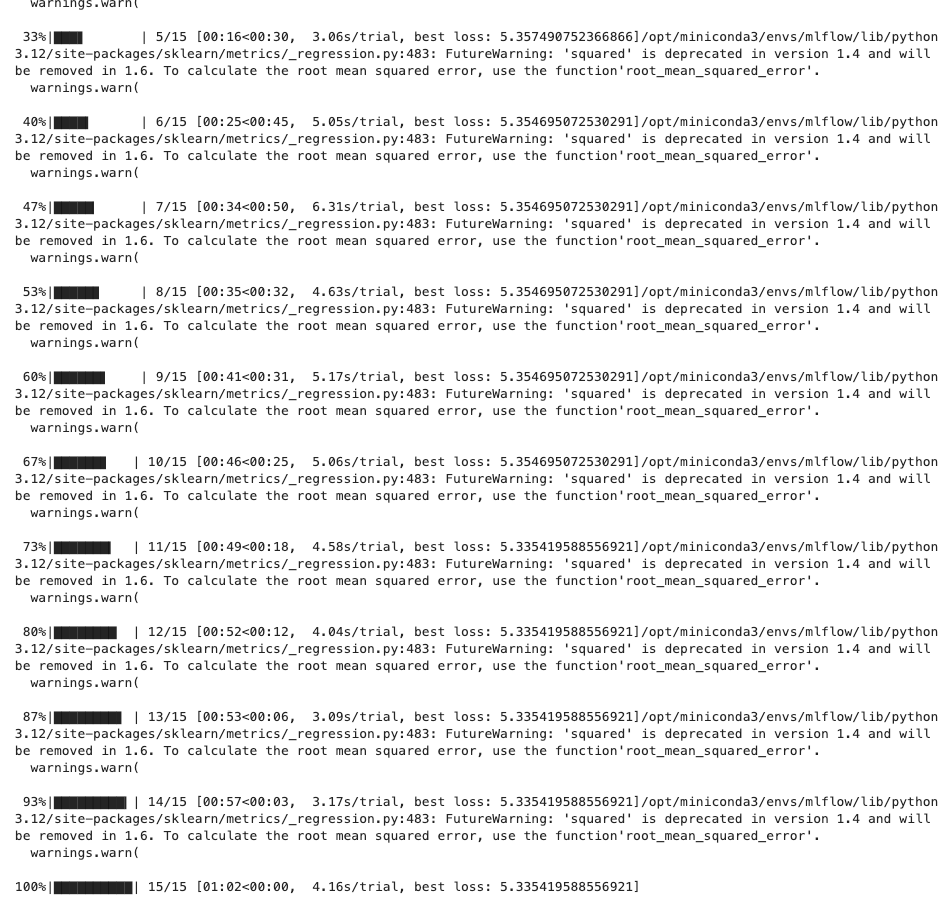 warnings.warn(
33%|████      | 5/15 [00:16<00:30,  3.06s/trial, best loss: 5.357490752366866]/opt/miniconda3/envs/mlflow/lib/python
3.12/site-packages/sklearn/metrics/_regression.py:483: FutureWarning: 'squared' is deprecated in version 1.4 and will
be removed in 1.6. To calculate the root mean squared error, use the function'root_mean_squared_error'.
warnings.warn(
40%|████      | 6/15 [00:25<00:45,  5.05s/trial, best loss: 5.354695072530291]/opt/miniconda3/envs/mlflow/lib/python
3.12/site-packages/sklearn/metrics/_regression.py:483: FutureWarning: 'squared' is deprecated in version 1.4 and will
be removed in 1.6. To calculate the root mean squared error, use the function'root_mean_squared_error'.
warnings.warn(
47%|█████     | 7/15 [00:34<00:50,  6.31s/trial, best loss: 5.354695072530291]/opt/miniconda3/envs/mlflow/lib/python
3.12/site-packages/sklearn/metrics/_regression.py:483: FutureWarning: 'squared' is deprecated in version 1.4 and will
be removed in 1.6. To calculate the root mean squared error, use the function'root_mean_squared_error'.
warnings.warn(
53%|██████    | 8/15 [00:35<00:32,  4.63s/trial, best loss: 5.354695072530291]/opt/miniconda3/envs/mlflow/lib/python
3.12/site-packages/sklearn/metrics/_regression.py:483: FutureWarning: 'squared' is deprecated in version 1.4 and will
be removed in 1.6. To calculate the root mean squared error, use the function'root_mean_squared_error'.
warnings.warn(
60%|██████    | 9/15 [00:41<00:31,  5.17s/trial, best loss: 5.354695072530291]/opt/miniconda3/envs/mlflow/lib/python
3.12/site-packages/sklearn/metrics/_regression.py:483: FutureWarning: 'squared' is deprecated in version 1.4 and will
be removed in 1.6. To calculate the root mean squared error, use the function'root_mean_squared_error'.
warnings.warn(
67%|███████   | 10/15 [00:46<00:25,  5.06s/trial, best loss: 5.354695072530291]/opt/miniconda3/envs/mlflow/lib/python
3.12/site-packages/sklearn/metrics/_regression.py:483: FutureWarning: 'squared' is deprecated in version 1.4 and will
be removed in 1.6. To calculate the root mean squared error, use the function'root_mean_squared_error'.
warnings.warn(
73%|███████   | 11/15 [00:49<00:18,  4.58s/trial, best loss: 5.335419588556921]/opt/miniconda3/envs/mlflow/lib/python
3.12/site-packages/sklearn/metrics/_regression.py:483: FutureWarning: 'squared' is deprecated in version 1.4 and will
be removed in 1.6. To calculate the root mean squared error, use the function'root_mean_squared_error'.
warnings.warn(
80%|████████  | 12/15 [00:52<00:12,  4.04s/trial, best loss: 5.335419588556921]/opt/miniconda3/envs/mlflow/lib/python
3.12/site-packages/sklearn/metrics/_regression.py:483: FutureWarning: 'squared' is deprecated in version 1.4 and will
be removed in 1.6. To calculate the root mean squared error, use the function'root_mean_squared_error'.
warnings.warn(
87%|█████████ | 13/15 [00:53<00:06,  3.09s/trial, best loss: 5.335419588556921]/opt/miniconda3/envs/mlflow/lib/python
3.12/site-packages/sklearn/metrics/_regression.py:483: FutureWarning: 'squared' is deprecated in version 1.4 and will
be removed in 1.6. To calculate the root mean squared error, use the function'root_mean_squared_error'.
warnings.warn(
93%|█████████ | 14/15 [00:57<00:03,  3.17s/trial, best loss: 5.335419588556921]/opt/miniconda3/envs/mlflow/lib/python
3.12/site-packages/sklearn/metrics/_regression.py:483: FutureWarning: 'squared' is deprecated in version 1.4 and will
be removed in 1.6. To calculate the root mean squared error, use the function'root_mean_squared_error'.
warnings.warn(
100%|██████████| 15/15 [01:02<00:00,  4.16s/trial, best loss: 5.335419588556921]